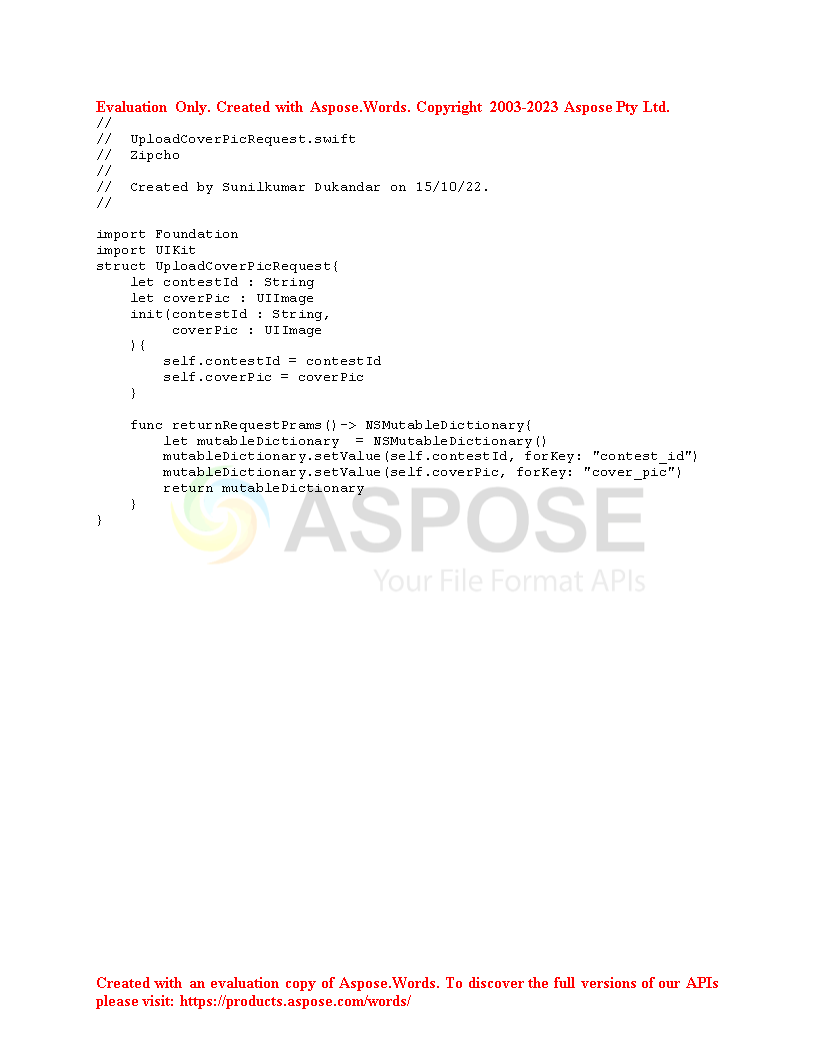 Evaluation Only. Created with Aspose.Words. Copyright 2003-2023 Aspose Pty Ltd.
//
//  UploadCoverPicRequest.swift
//  Zipcho
//
//  Created by Sunilkumar Dukandar on 15/10/22.
//
import Foundation
import UIKit
struct UploadCoverPicRequest{
    let contestId : String
    let coverPic : UIImage
    init(contestId : String,
         coverPic : UIImage
    ){
        self.contestId = contestId
        self.coverPic = coverPic
    }
    func returnRequestPrams()-> NSMutableDictionary{
        let mutableDictionary  = NSMutableDictionary()
        mutableDictionary.setValue(self.contestId, forKey: "contest_id")
        mutableDictionary.setValue(self.coverPic, forKey: "cover_pic")
        return mutableDictionary
    }
}
ASPOSE
Your File Format APIs
Created with an evaluation copy of Aspose.Words. To discover the full versions of our APIs
please visit: https://products.aspose.com/words/